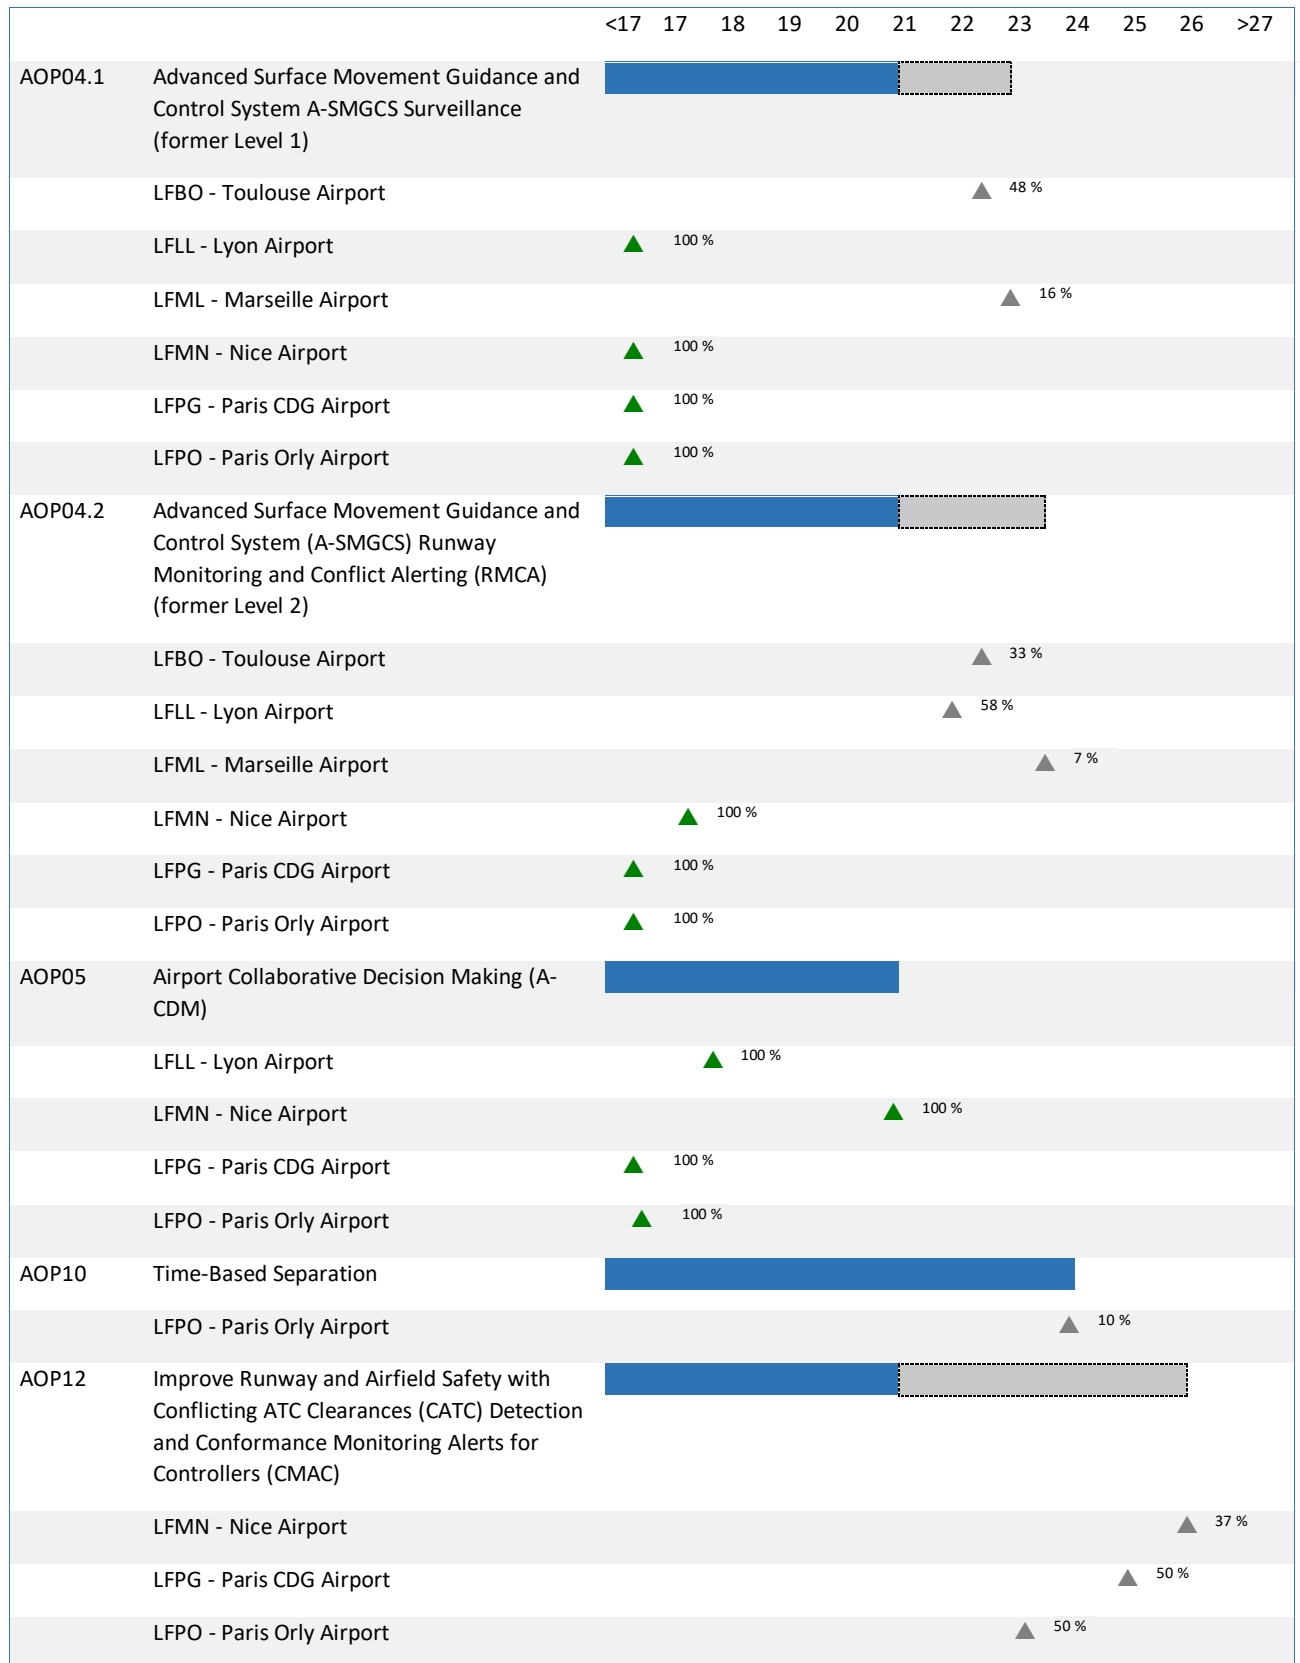 <17 17 18 19 20 21 22 23 24 25 26 >27
AOP04.1 Advanced Surface Movement Guidance and
Control System A-SMGCS Surveillance
(former Level 1)
LFBO - Toulouse Airport 48 %
LFLL - Lyon Airport 100 %
LFML - Marseille Airport 16 %
LFMN - Nice Airport 100 %
LFPG - Paris CDG Airport 100 %
LFPO - Paris Orly Airport 100 %
AOP04.2 Advanced Surface Movement Guidance and
Control System (A-SMGCS) Runway
Monitoring and Conflict Alerting (RMCA)
(former Level 2)
LFBO - Toulouse Airport 33 %
LFLL - Lyon Airport 58 %
LFML - Marseille Airport 7 %
LFMN - Nice Airport 100 %
LFPG - Paris CDG Airport 100 %
LFPO - Paris Orly Airport 100 %
AOP05 Airport Collaborative Decision Making (A-
CDM)
LFLL - Lyon Airport 100 %
LFMN - Nice Airport 100 %
LFPG - Paris CDG Airport 100 %
LFPO - Paris Orly Airport 100 %
AOP10 Time-Based Separation
LFPO - Paris Orly Airport 10 %
AOP12 Improve Runway and Airfield Safety with
Conflicting ATC Clearances (CATC) Detection
and Conformance Monitoring Alerts for
Controllers (CMAC)
LFMN - Nice Airport 37 %
LFPG - Paris CDG Airport 50 %
LFPO - Paris Orly Airport 50 %